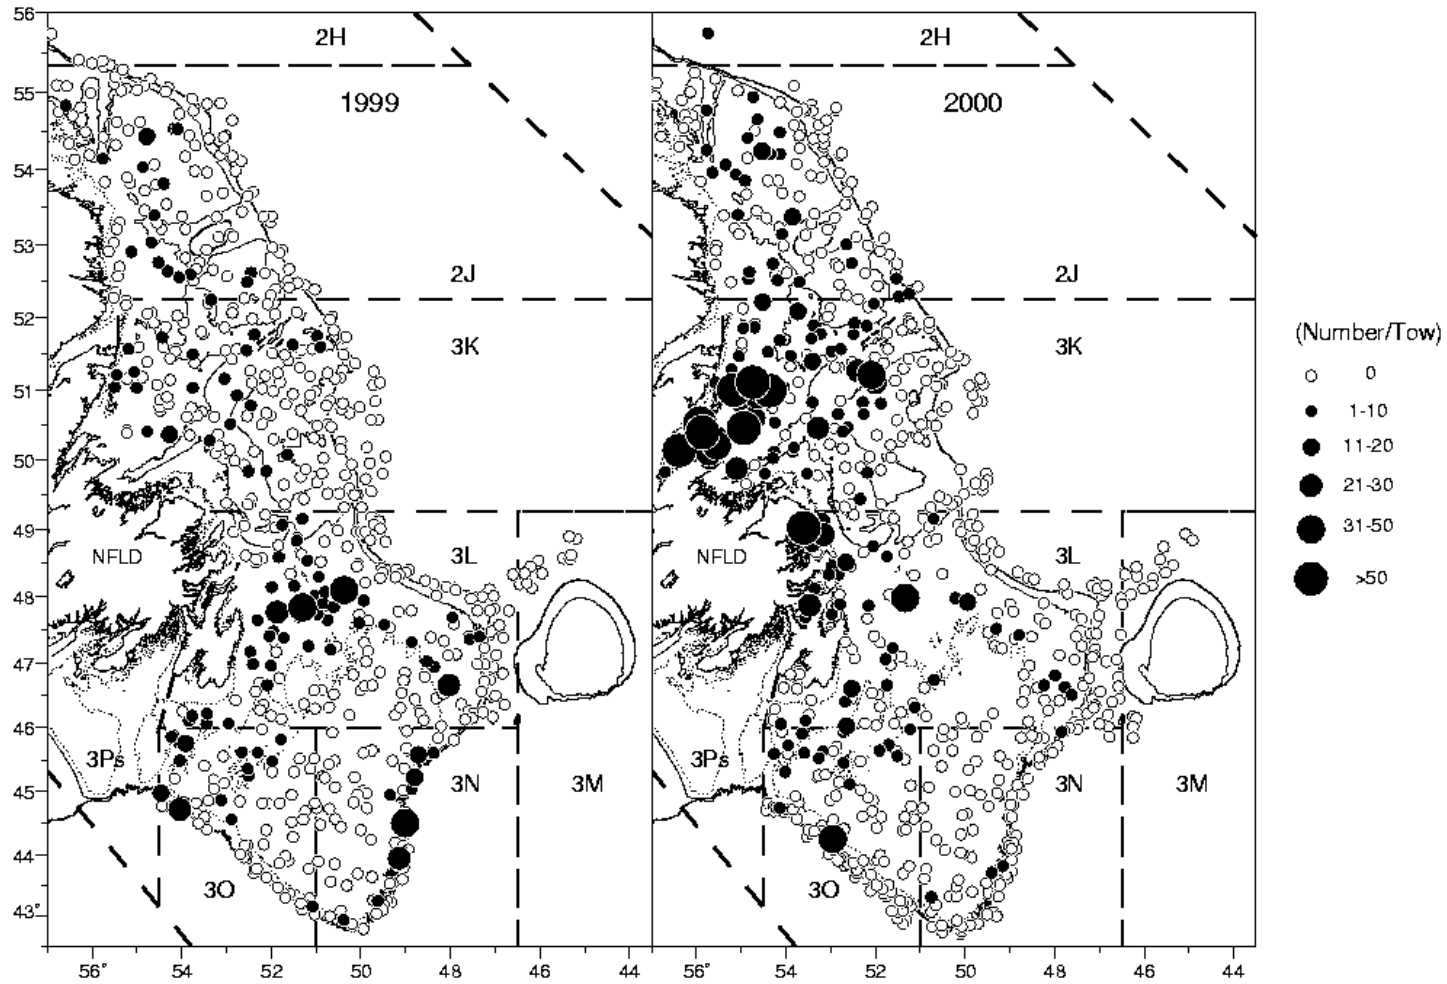 56
55
54
53
52
51
50
49
48
47
46
45
44
43°
2H
1999
2J
3K
3L
NFLD
3Ps
3N
3M
3O
56° 54 52 50 48 46 44
2H
2000
2J
3K
3L
NFLD
3Ps
3N
3M
3O
56° 54 52 50 48 46 44
(Number/Tow)
0
1-10
11-20
21-30
31-50
>50